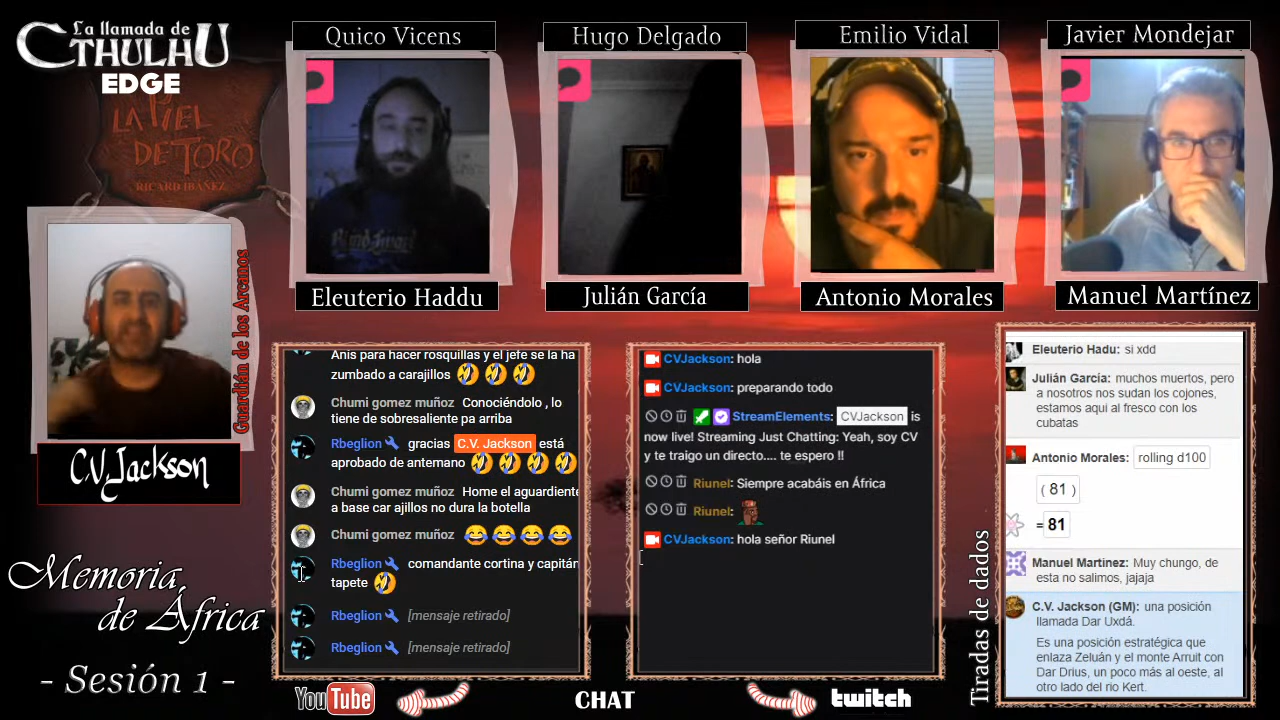 La llamada de
CTHULHU
EDGE
LA PIEL
DE TORO
RICARD IBÁÑEZ
Quico Vicens
Hugo Delgado
Emilio Vidal
Javier Mondejar
Eleuterio Haddu
Julián García
Antonio Morales
Manuel Martínez
Guardián de los Arcanos
C.V. Jackson
Memoria
de África
- Sesión 1 -
Anis para hacer rosquillas y el jefe se la ha
zumbado a carajillos 🤣 🤣 🤣
Chumi gomez muñoz Conociéndolo , lo
tiene de sobresaliente pa arriba
Rbeglion gracias C.V. Jackson está
aprobado de antemano 🤣 🤣 🤣 🤣
Chumi gomez muñoz Home el aguardiente
a base car ajillos no dura la botella
Chumi gomez muñoz 😂 😂 😂 😂
Rbeglion comandante cortina y capitán
tapete 🤣
Rbeglion [mensaje retirado]
Rbeglion [mensaje retirado]
CVJackson: hola
CVJackson: preparando todo
StreamElements: CVJackson is
now live! Streaming Just Chatting: Yeah, soy CV
y te traigo un directo.... te espero !!
Riunel: Siempre acabáis en África
Riunel:
CVJackson: hola señor Riunel
YouTube
CHAT
twitch
Tiradas de dados
Eleuterio Hadu: si xdd
Julián García: muchos muertos, pero
a nosotros nos sudan los cojones,
estamos aqui al fresco con los
cubatas
Antonio Morales: rolling d100
( 81 )
= 81
Manuel Martinez: Muy chungo, de
esta no salimos, jajaja
C.V. Jackson (GM): una posición
llamada Dar Uxdá.
Es una posición estratégica que
enlaza Zeluán y el monte Arruit con
Dar Drius, un poco más al oeste, al
otro lado del rio Kert.